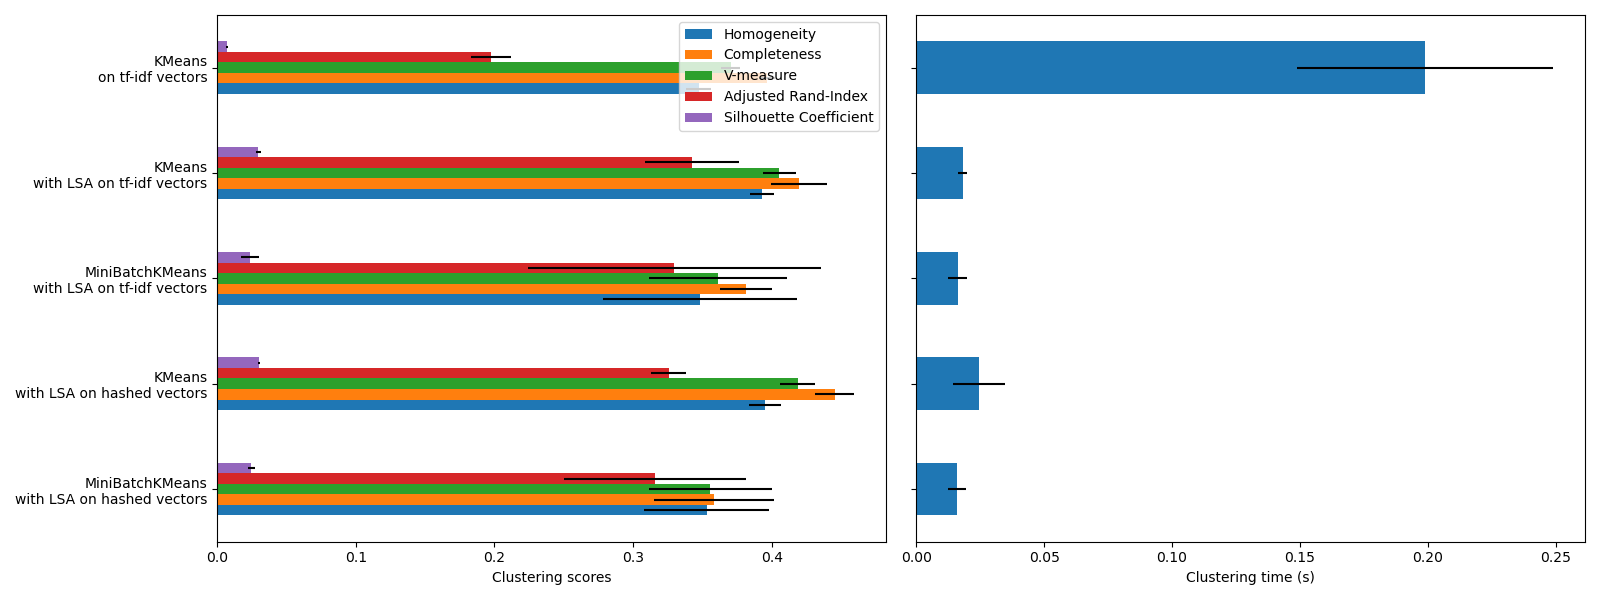 KMeans
on tf-idf vectors
KMeans
with LSA on tf-idf vectors
MiniBatchKMeans
with LSA on tf-idf vectors
KMeans
with LSA on hashed vectors
MiniBatchKMeans
with LSA on hashed vectors
Homogeneity
Completeness
V-measure
Adjusted Rand-Index
Silhouette Coefficient
0.0 0.1 0.2 0.3 0.4
Clustering scores
0.00 0.05 0.10 0.15 0.20 0.25
Clustering time (s)